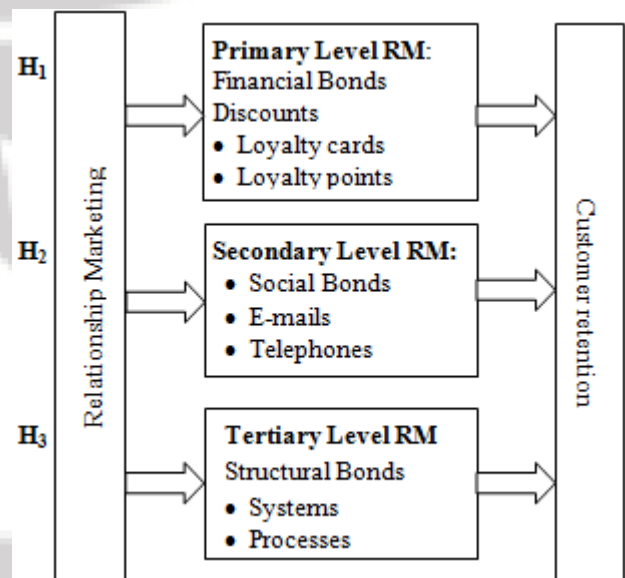 Relationship Marketing
H₁
Primary Level RM:
Financial Bonds
Discounts
• Loyalty cards
• Loyalty points
H₂
Secondary Level RM:
• Social Bonds
• E-mails
• Telephones
H₃
Tertiary Level RM
Structural Bonds
• Systems
• Processes
Customer retention